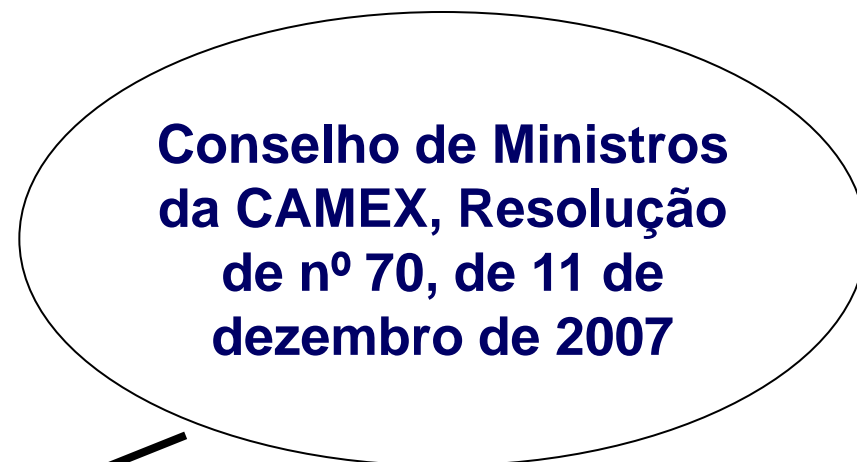 Conselho de Ministros
da CAMEX, Resolução
de nº 70, de 11 de
dezembro de 2007